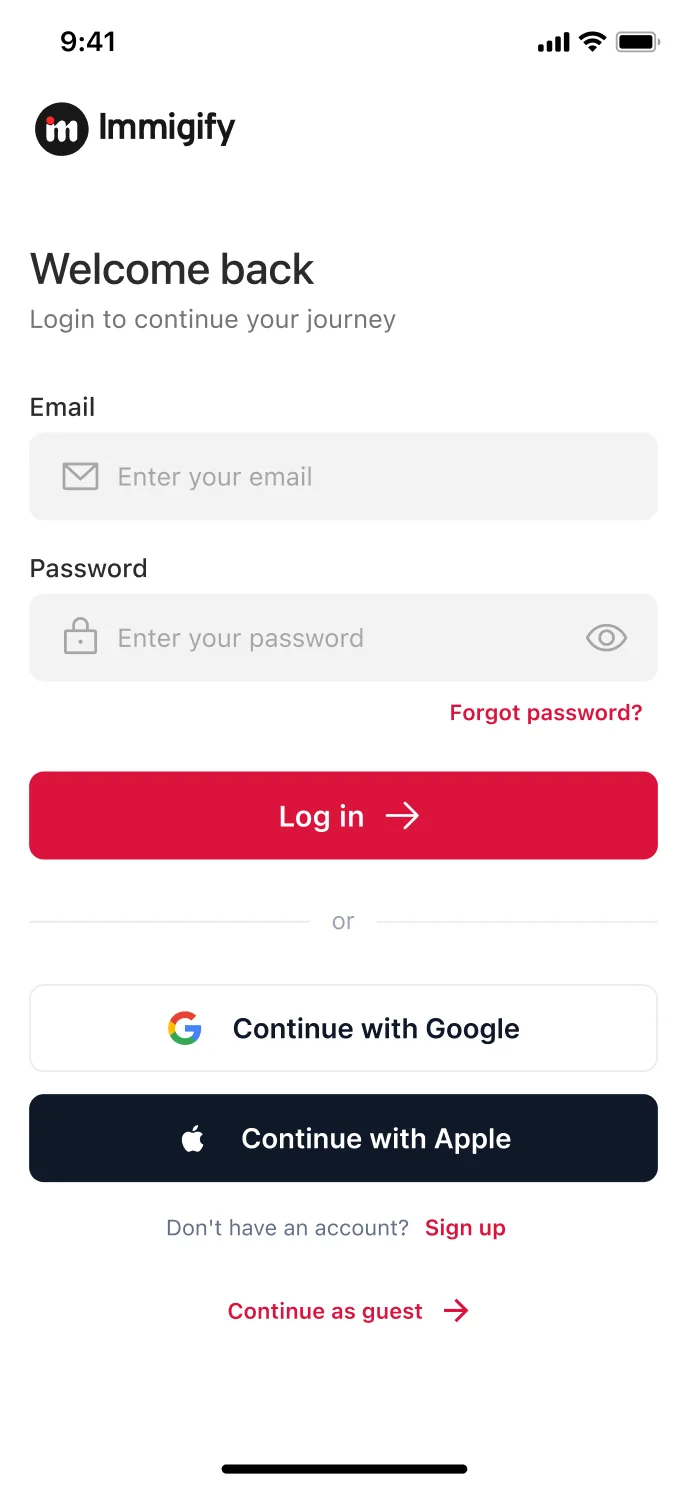 9:41
im Immigify
Welcome back
Login to continue your journey
Email
Enter your email
Password
Enter your password
Forgot password?
Log in
or
Continue with Google
Continue with Apple
Don't have an account? Sign up
Continue as guest